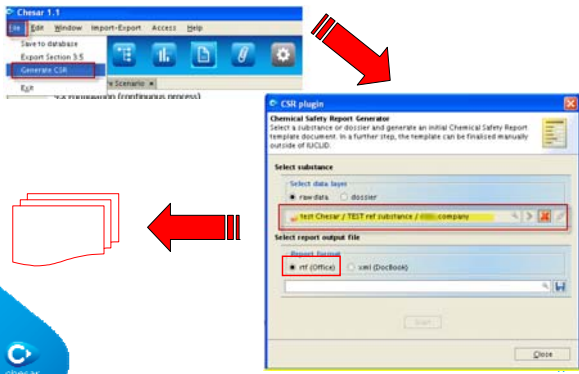 Chesar 1.1
File Edit Window Import-Export Access Help
Save to database
Export Section 3.5
Generate CSR
Exit
Scenario
(continuous process)
CSR plugin
Chemical Safety Report Generator
Select a substance or dossier and generate an initial Chemical Safety Report
template document. In a further step, the template can be finalised manually
outside of IUCLID.
Select substance
Select data layer
raw data dossier
test Chesar / TEST ref substance / company
Select report output file
Report format
rtf (Office) xml (DocBook)
Start
Close
chesar